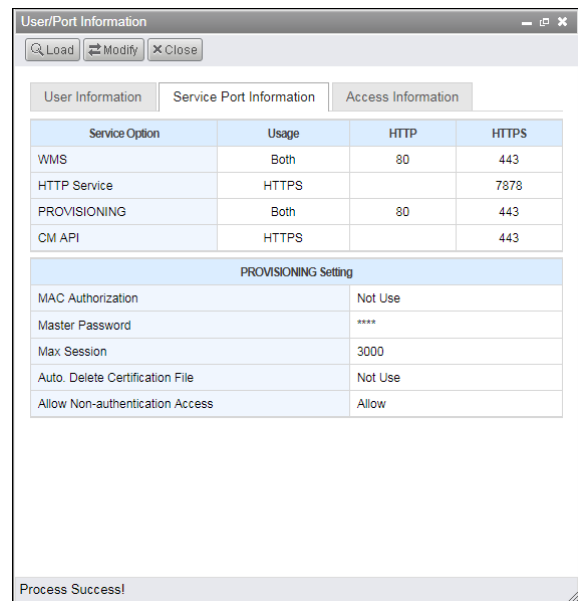 User/Port Information
Load Modify Close
User Information Service Port Information Access Information
Service Option Usage HTTP HTTPS
WMS Both 80 443
HTTP Service HTTPS 7878
PROVISIONING Both 80 443
CM API HTTPS 443
PROVISIONING Setting
MAC Authorization Not Use
Master Password ****
Max Session 3000
Auto. Delete Certification File Not Use
Allow Non-authentication Access Allow
Process Success!